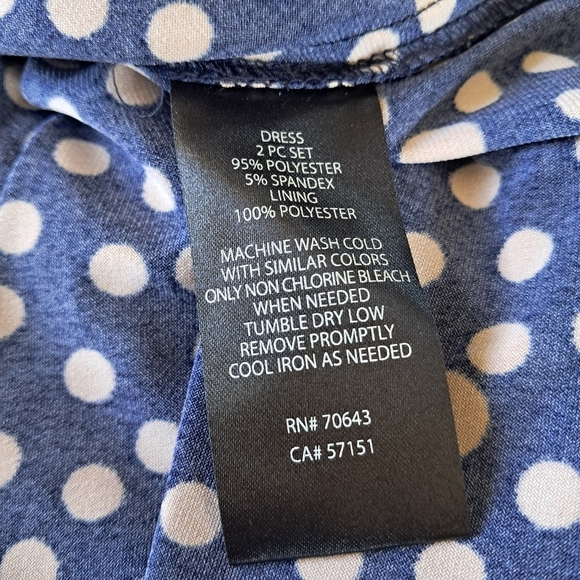 DRESS
2 PC SET
95% POLYESTER
5% SPANDEX
LINING
100% POLYESTER
MACHINE WASH COLD
WITH SIMILAR COLORS
ONLY NON CHLORINE BLEACH
WHEN NEEDED
TUMBLE DRY LOW
REMOVE PROMPTLY
COOL IRON AS NEEDED
RN# 70643
CA# 57151